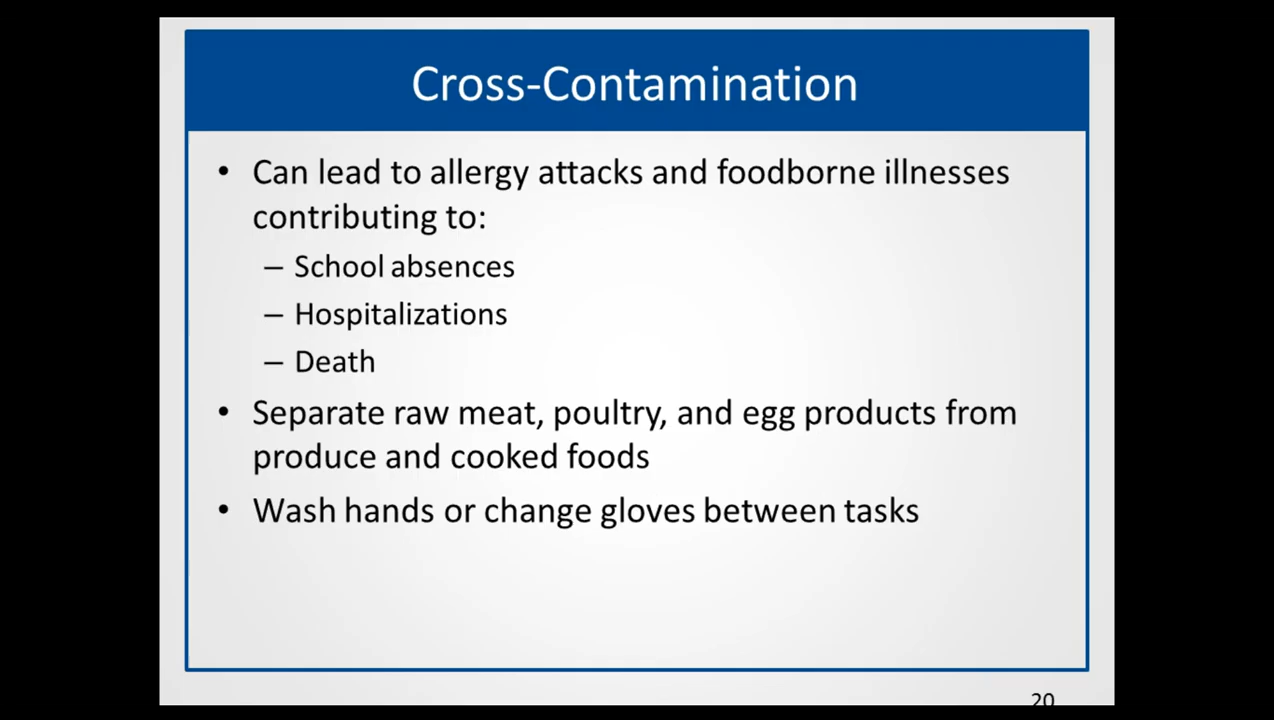 Cross-Contamination
• Can lead to allergy attacks and foodborne illnesses
contributing to:
– School absences
– Hospitalizations
– Death
• Separate raw meat, poultry, and egg products from
produce and cooked foods
• Wash hands or change gloves between tasks
20